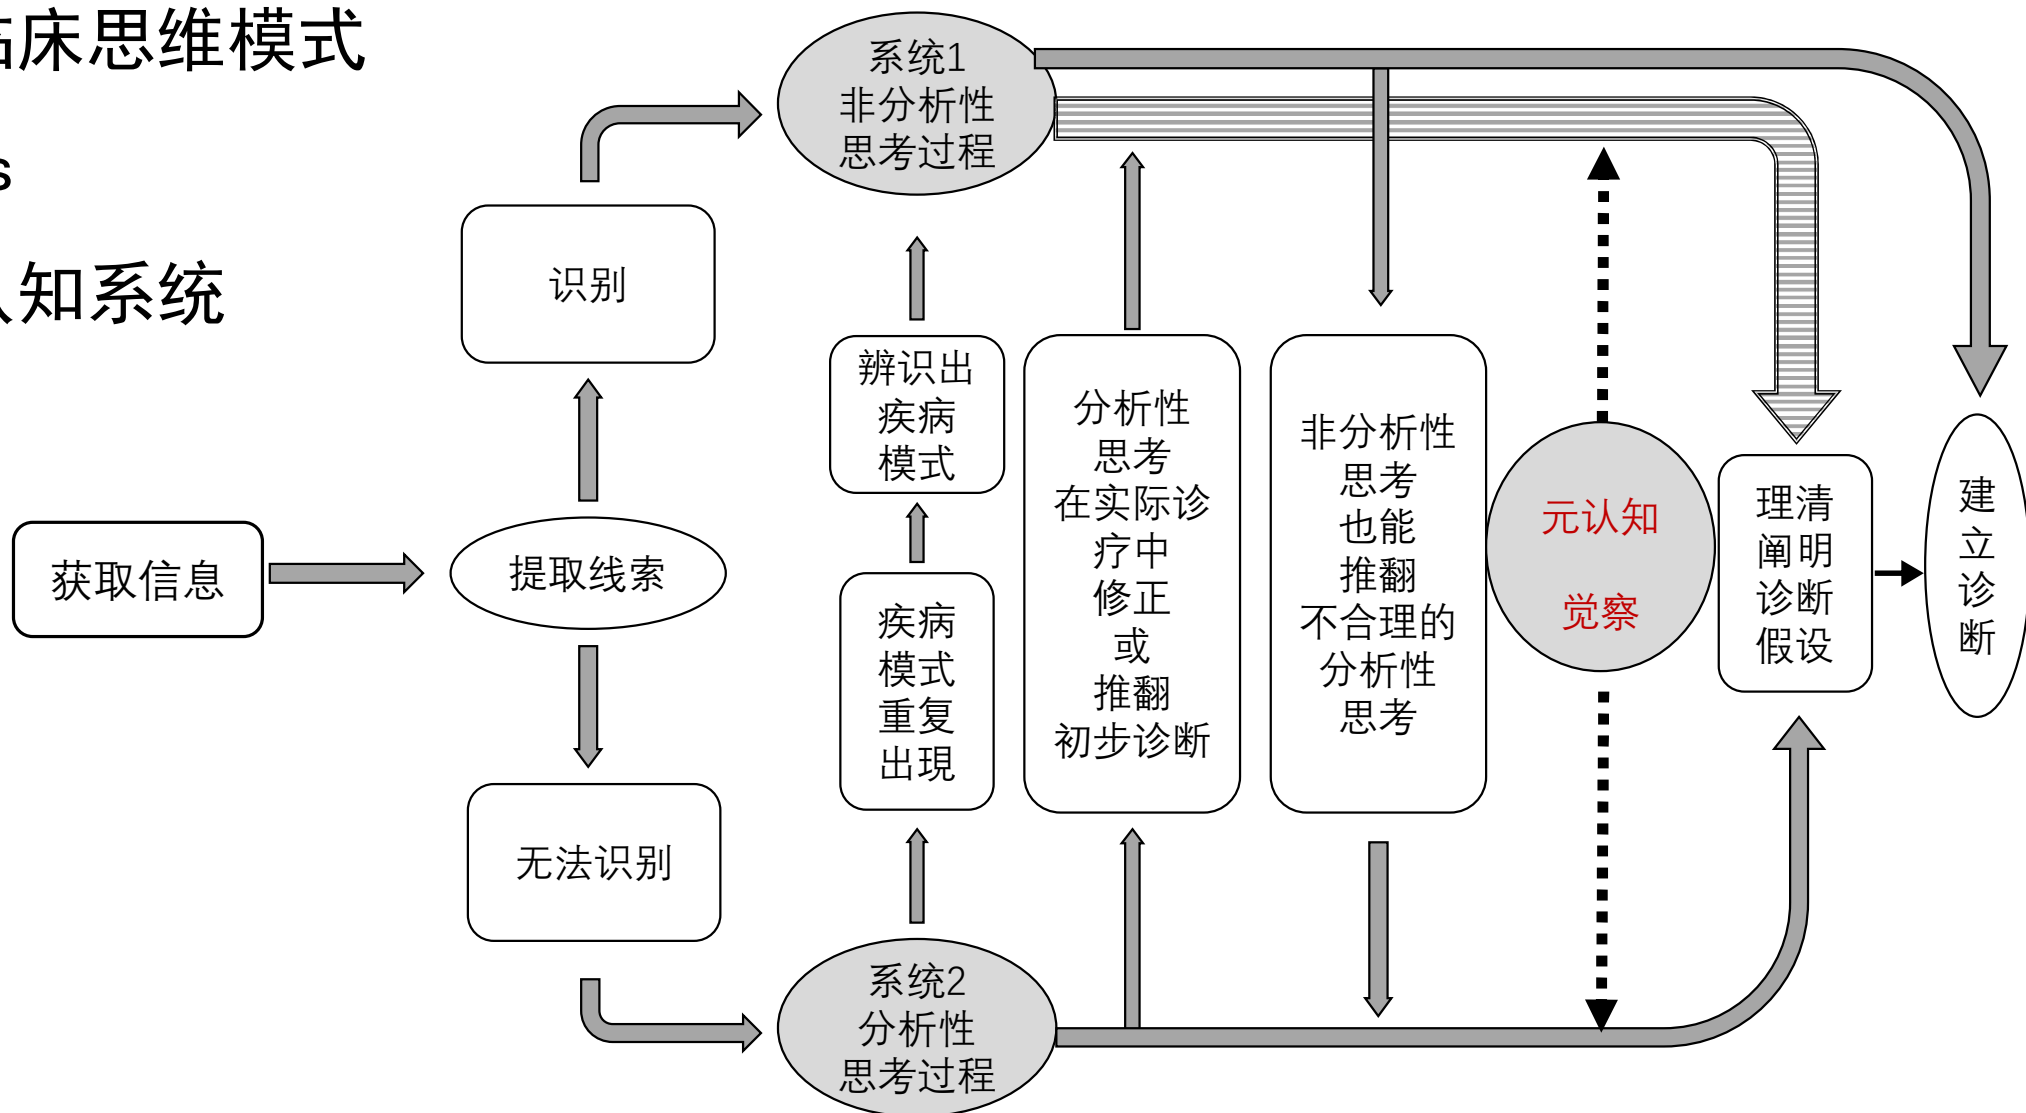 临床思维模式
s
认知系统
系统1
非分析性
思考过程
识别
辨识出
疾病
模式
分析性
思考
在实际诊
疗中
修正
或
推翻
初步诊断
非分析性
思考
也能
推翻
不合理的
分析性
思考
元认知
觉察
理清
阐明
诊断
假设
建
立
诊
断
获取信息
提取线索
疾病
模式
重复
出現
无法识别
系统2
分析性
思考过程